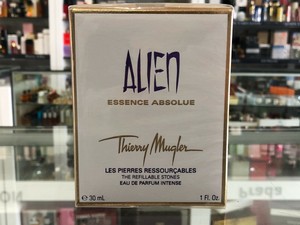 ALIEN
ESSENCE ABSOLUE
Thierry Mugler
LES PIERRES RESSOURÇABLES
THE REFILLABLE STONES
EAU DE PARFUM INTENSE
℮ 30 mL 1 FL Oz.
Prada